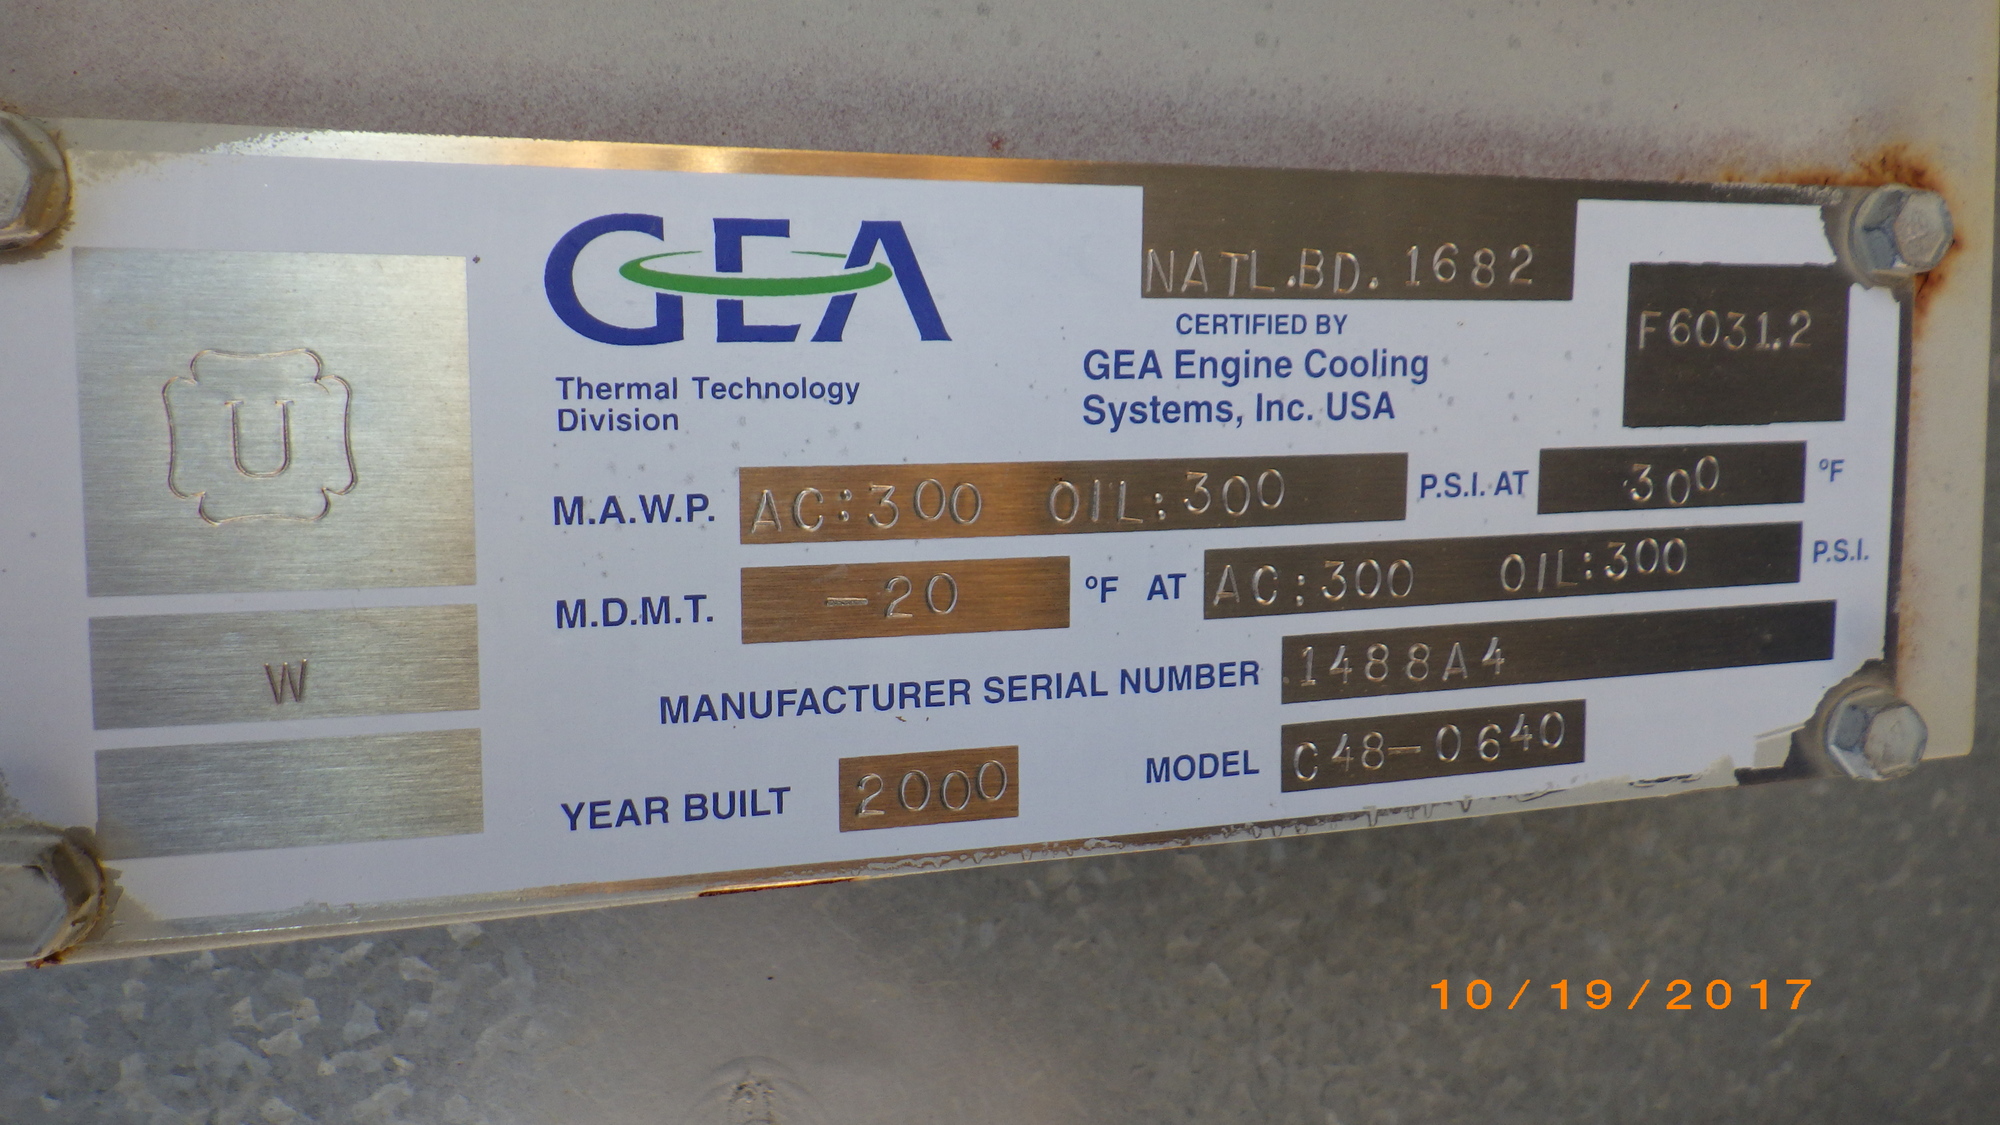 U
W
GEA
Thermal Technology
Division
NATL.BD. 1682
CERTIFIED BY
GEA Engine Cooling
Systems, Inc. USA
F6031.2
M.A.W.P. AC:300 OIL:300 P.S.I. AT 300 °F
M.D.M.T. -20 °F AT AC:300 OIL:300 P.S.I.
MANUFACTURER SERIAL NUMBER 1488A4
YEAR BUILT 2000 MODEL C48-0640
10/19/2017